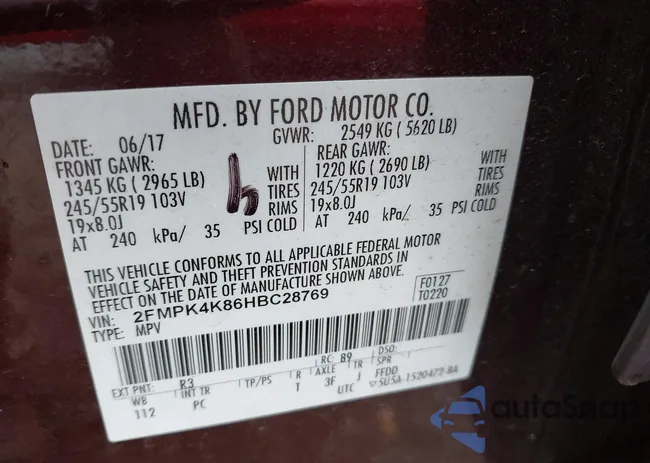 MFD. BY FORD MOTOR CO.
DATE: 06/17 GVWR: 2549 KG ( 5620 LB)
FRONT GAWR: REAR GAWR:
1345 KG ( 2965 LB) WITH 1220 KG ( 2690 LB) WITH
245/55R19 103V TIRES 245/55R19 103V TIRES
19x8.0J RIMS 19x8.0J RIMS
AT 240 kPa/ 35 PSI COLD AT 240 kPa/ 35 PSI COLD
THIS VEHICLE CONFORMS TO ALL APPLICABLE FEDERAL MOTOR
VEHICLE SAFETY AND THEFT PREVENTION STANDARDS IN
EFFECT ON THE DATE OF MANUFACTURE SHOWN ABOVE.
VIN: 2FMPK4K86HBC28769 F0127
TYPE: MPV T0220
EXT PNT: R3 RC: 89 DSO:
WB INT TR TP/PS R AXLE TR SPR FFDD
112 PC T 3F J UTC 5U5A-1520472-BA
autoSnap